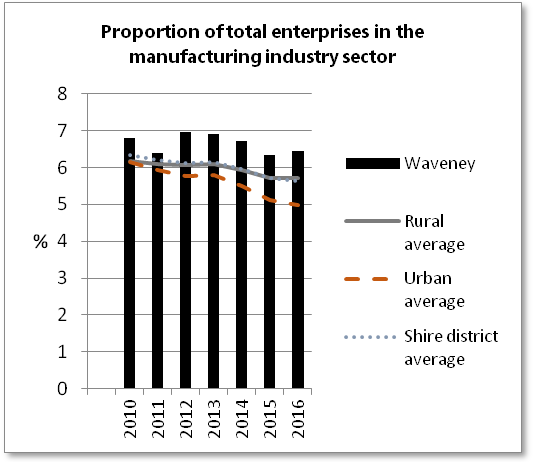 Proportion of total enterprises in the
manufacturing industry sector
8
7
6
5
% 4
3
2
1
0
2010 2011 2012 2013 2014 2015 2016
Waveney
Rural
average
Urban
average
Shire district
average